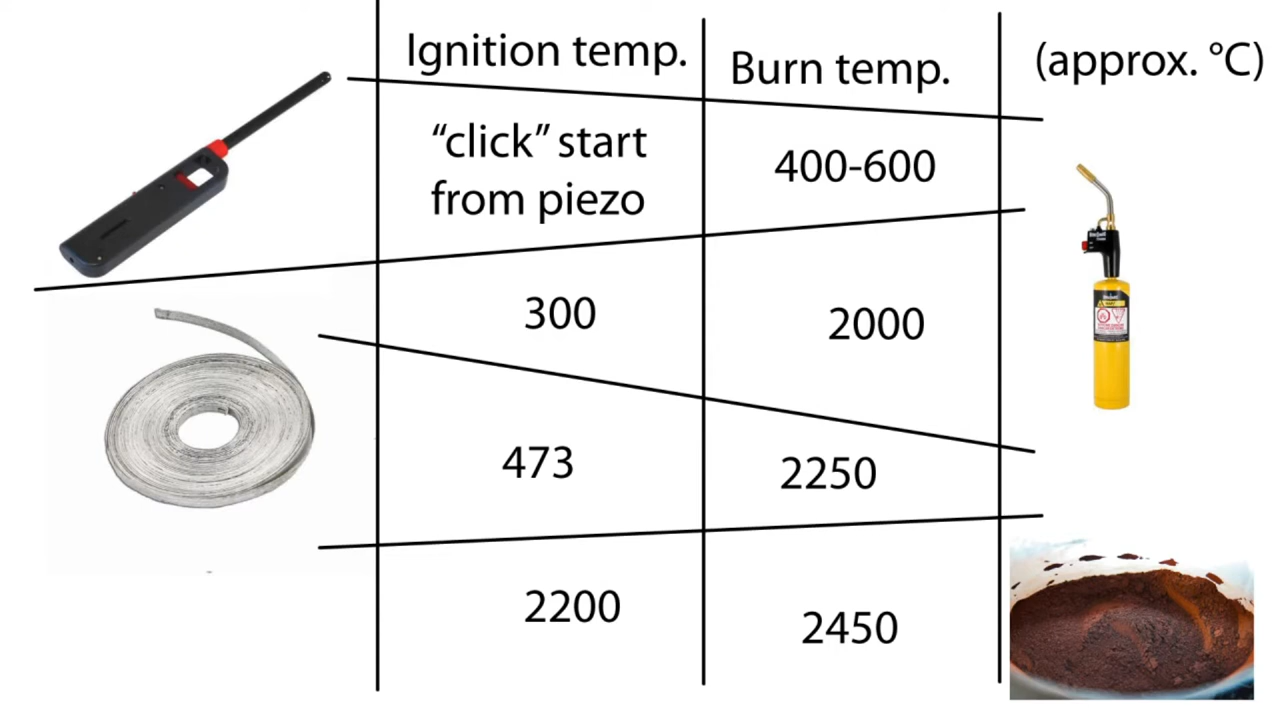 Ignition temp.
Burn temp.
(approx. °C)
“click” start
from piezo
400-600
300
2000
473
2250
2200
2450